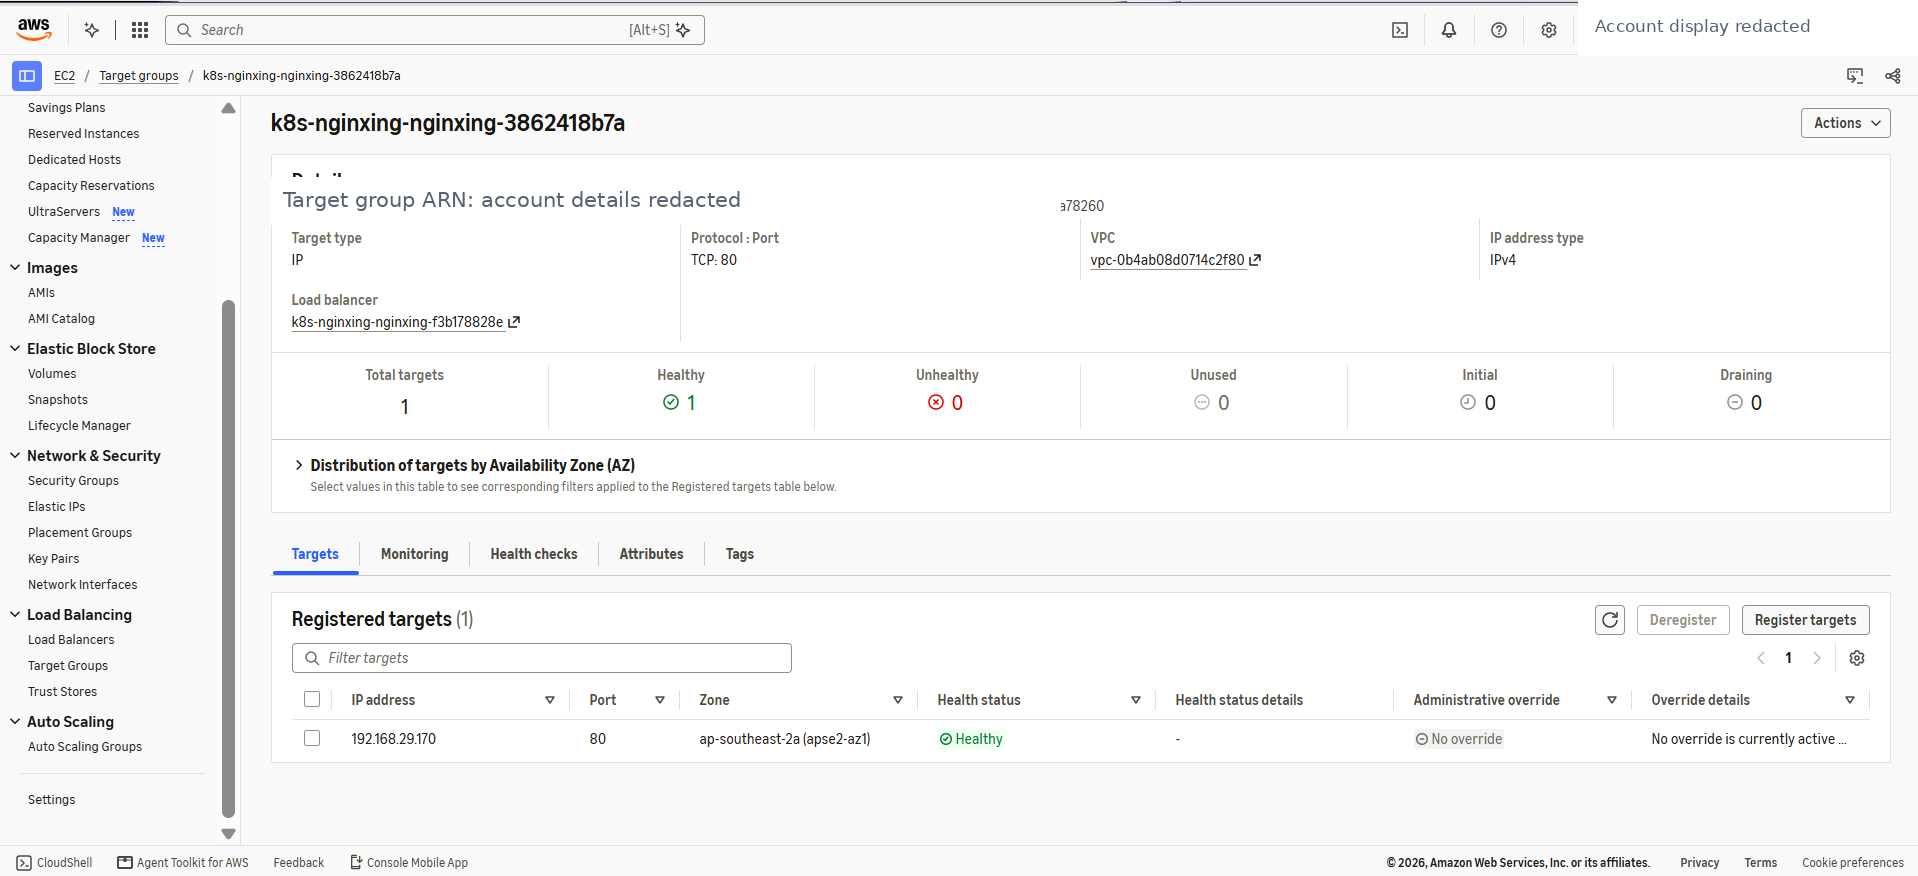 aws
Search [Alt+S]
Account display redacted
EC2 / Target groups / k8s-nginxing-nginxing-3862418b7a
Savings Plans
Reserved Instances
Dedicated Hosts
Capacity Reservations
UltraServers New
Capacity Manager New
Images
AMIs
AMI Catalog
Elastic Block Store
Volumes
Snapshots
Lifecycle Manager
Network & Security
Security Groups
Elastic IPs
Placement Groups
Key Pairs
Network Interfaces
Load Balancing
Load Balancers
Target Groups
Trust Stores
Auto Scaling
Auto Scaling Groups
Settings
k8s-nginxing-nginxing-3862418b7a
Actions
Target group ARN: account details redacted
a78260
Target type
IP
Protocol : Port
TCP: 80
VPC
vpc-0b4ab08d0714c2f80
IP address type
IPv4
Load balancer
k8s-nginxing-nginxing-f3b178828e
Total targets
1
Healthy
1
Unhealthy
0
Unused
0
Initial
0
Draining
0
Distribution of targets by Availability Zone (AZ)
Select values in this table to see corresponding filters applied to the Registered targets table below.
Targets Monitoring Health checks Attributes Tags
Registered targets (1)
Deregister Register targets
Filter targets
1
IP address Port Zone Health status Health status details Administrative override Override details
192.168.29.170 80 ap-southeast-2a (apse2-az1) Healthy - No override No override is currently active ...
CloudShell Agent Toolkit for AWS Feedback Console Mobile App
© 2026, Amazon Web Services, Inc. or its affiliates. Privacy Terms Cookie preferences